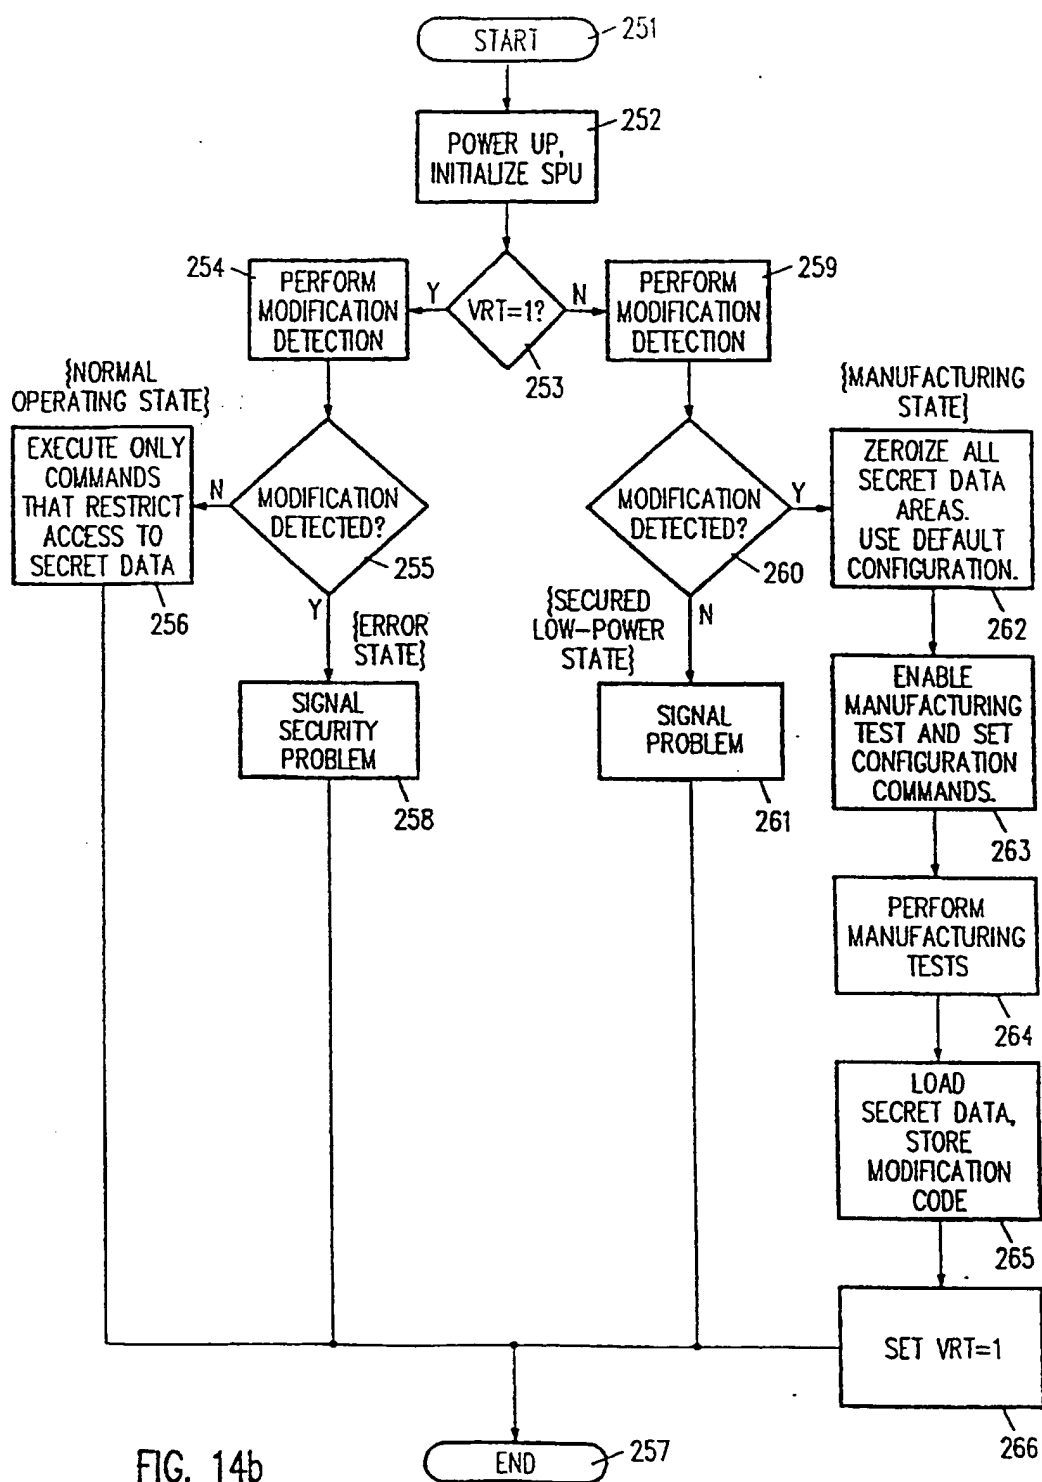 START
251
POWER UP,
INITIALIZE SPU
252
VRT=1?
253
Y
N
254
PERFORM
MODIFICATION
DETECTION
259
PERFORM
MODIFICATION
DETECTION
{NORMAL
OPERATING STATE}
EXECUTE ONLY
COMMANDS
THAT RESTRICT
ACCESS TO
SECRET DATA
256
N
MODIFICATION
DETECTED?
255
Y
{ERROR
STATE}
SIGNAL
SECURITY
PROBLEM
258
MODIFICATION
DETECTED?
260
Y
N
{SECURED
LOW-POWER
STATE}
SIGNAL
PROBLEM
261
{MANUFACTURING
STATE}
ZEROIZE ALL
SECRET DATA
AREAS.
USE DEFAULT
CONFIGURATION.
262
ENABLE
MANUFACTURING
TEST AND SET
CONFIGURATION
COMMANDS.
263
PERFORM
MANUFACTURING
TESTS
264
LOAD
SECRET DATA,
STORE
MODIFICATION
CODE
265
SET VRT=1
266
END
257
FIG. 14b